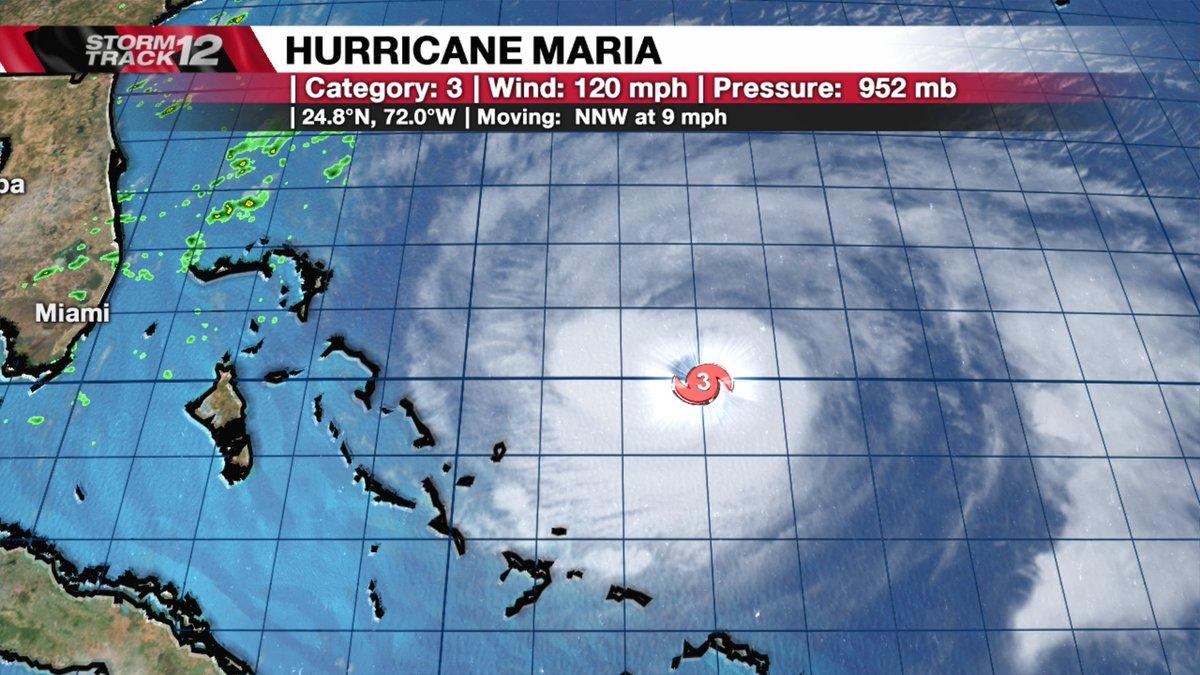 STORM
TRACK 12
HURRICANE MARIA
| Category: 3 | Wind: 120 mph | Pressure: 952 mb
| 24.8°N, 72.0°W | Moving: NNW at 9 mph
pa
Miami
3